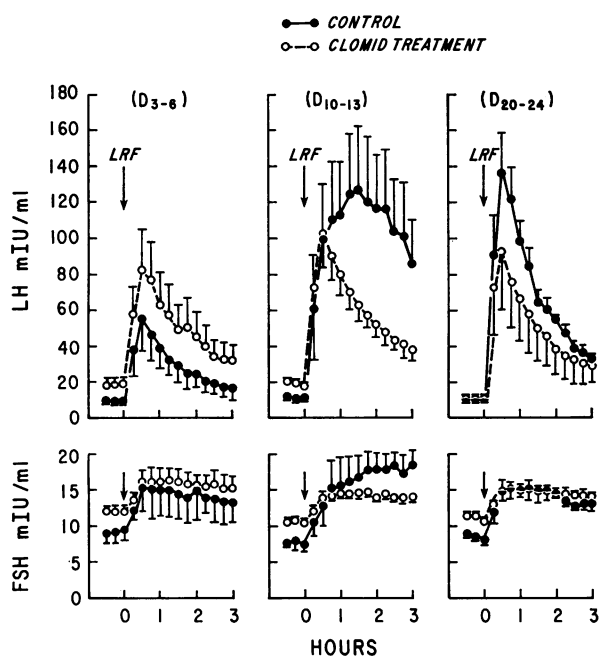 CONTROL
CLOMID TREATMENT
(D3-6) (D10-13) (D20-24)
LRF LRF LRF
LH mIU/ml
180
160
140
120
100
80
60
40
20
0
FSH mIU/ml
20
15
10
5
0
0 1 2 3 0 1 2 3 0 1 2 3
HOURS